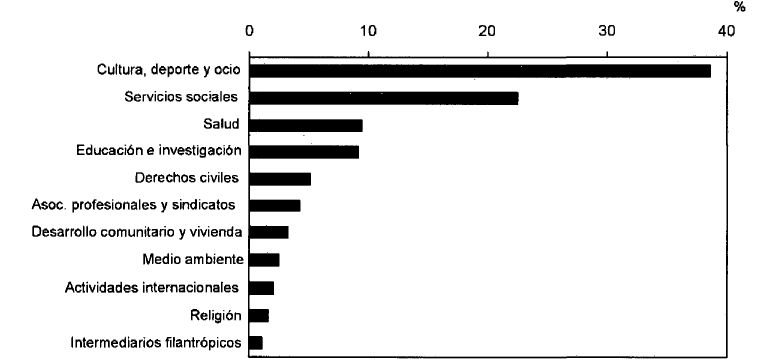 %
0 10 20 30 40
Cultura, deporte y ocio
Servicios sociales
Salud
Educación e investigación
Derechos civiles
Asoc. profesionales y sindicatos
Desarrollo comunitario y vivienda
Medio ambiente
Actividades internacionales
Religión
Intermediarios filantrópicos